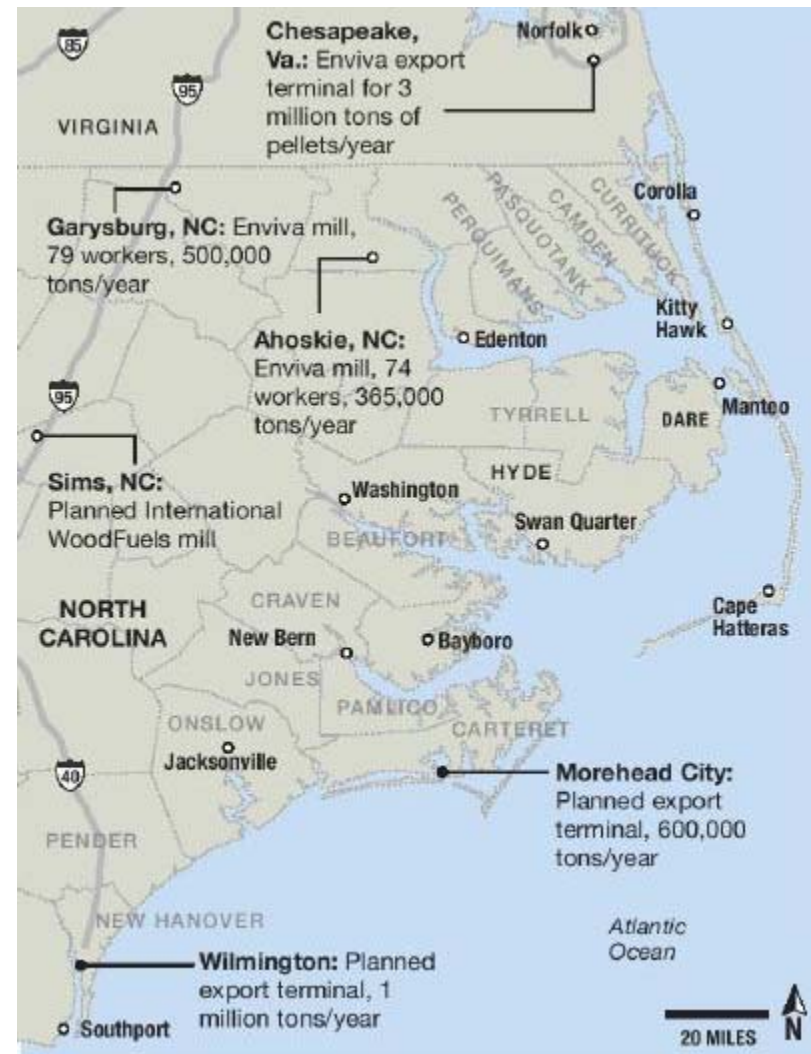 85
Chesapeake,
Va.: Enviva export
terminal for 3
million tons of
pellets/year
Norfolk
95
VIRGINIA
Garysburg, NC: Enviva mill,
79 workers, 500,000
tons/year
PERQUIMANS
PASQUOTANK
CAMDEN
CURRITUCK
Corolla
Ahoskie, NC:
Enviva mill, 74
workers, 365,000
tons/year
Edenton
Kitty
Hawk
95
TYRRELL
DARE
Manteo
Sims, NC:
Planned International
WoodFuels mill
Washington
HYDE
Swan Quarter
BEAUFORT
NORTH
CAROLINA
CRAVEN
New Bern
Bayboro
Cape
Hatteras
JONES
PAMLICO
ONSLOW
CARTERET
Jacksonville
40
Morehead City:
Planned export
terminal, 600,000
tons/year
PENDER
NEW HANOVER
Atlantic
Ocean
Wilmington: Planned
export terminal, 1
million tons/year
Southport
20 MILES
N